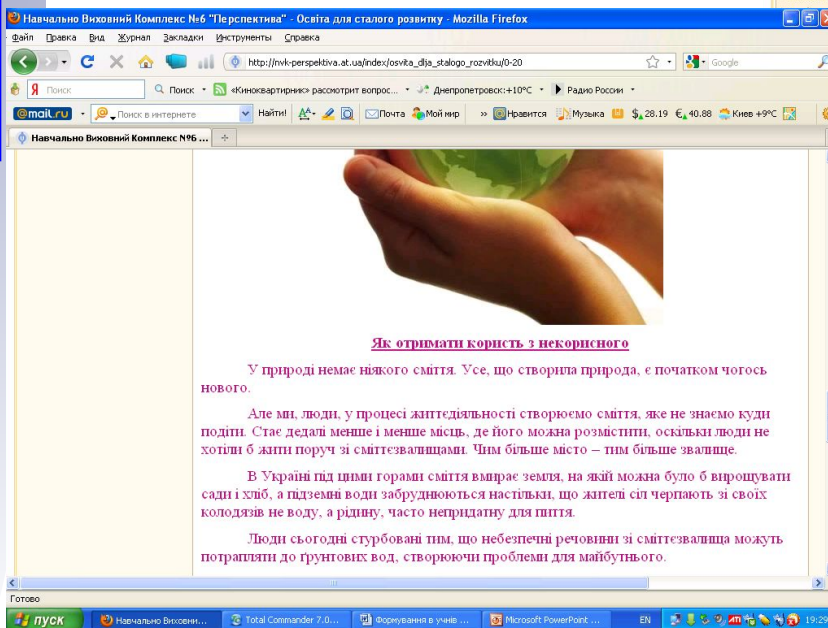 Навчально Виховний Комплекс №6 "Перспектива" - Освіта для сталого розвитку - Mozilla Firefox
Файл Правка Вид Журнал Закладки Инструменты Справка
http://nvk-perspektiva.at.ua/index/osvita_dlja_stalogo_rozvitku/0-20 Google
Я Поиск Поиск «Киноквартирник» рассмотрит вопрос... Днепропетровск:+10°C Радио России
@mail.ru Поиск в интернете Найти! Почта Мой мир » Нравится Музыка $ 28.19 € 40.88 Киев +9°C
Навчально Виховний Комплекс №6 ...
Як отримати користь з некорисного
У природі немає ніякого сміття. Усе, що створила природа, є початком чогось
нового.
Але ми, люди, у процесі життєдіяльності створюємо сміття, яке не знаємо куди
подіти. Стає дедалі менше і менше місць, де його можна розмістити, оскільки люди не
хотіли б жити поруч зі сміттєзвалищами. Чим більше місто – тим більше звалище.
В Україні під цими горами сміття вмирає земля, на якій можна було б вирощувати
сади і хліб, а підземні води забруднюються настільки, що жителі сіл черпають зі своїх
колодязів не воду, а рідину, часто непридатну для пиття.
Люди сьогодні стурбовані тим, що небезпечні речовини зі сміттєзвалища можуть
потрапляти до ґрунтових вод, створюючи проблеми для майбутнього.
Готово
пуск Навчально Виховн... Total Commander 7.0... Формування в учнів ... Microsoft PowerPoint ... EN 19:29